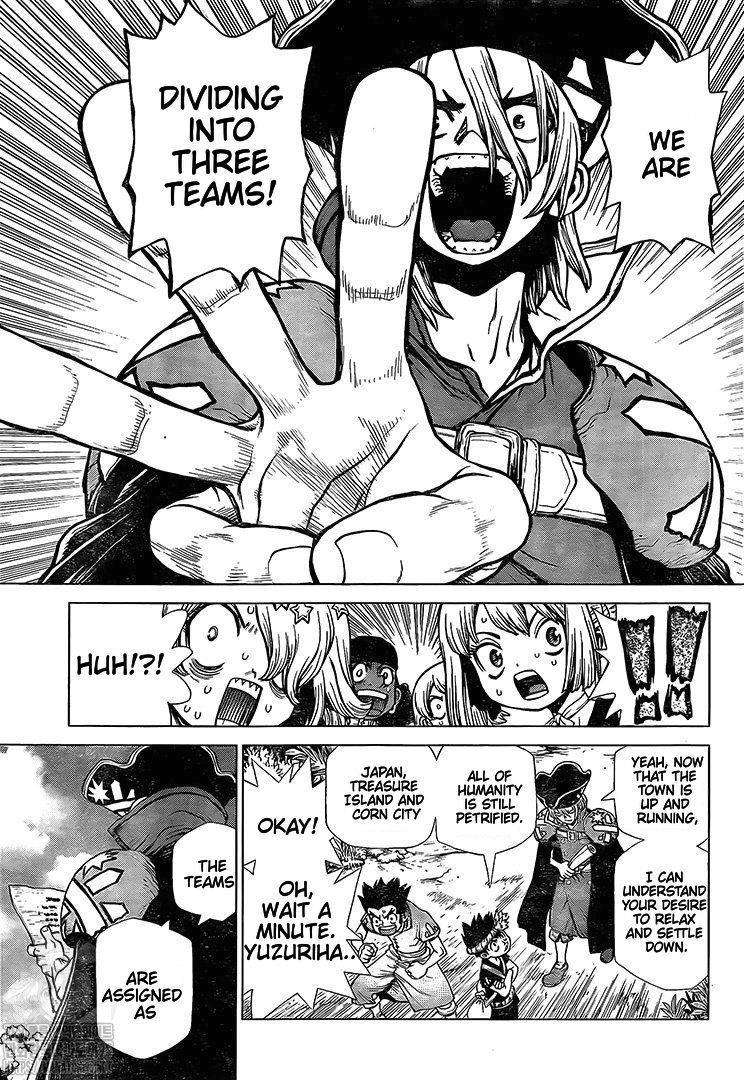 WE ARE
DIVIDING
INTO
THREE
TEAMS!
!!
HUH!?!
YEAH, NOW
THAT THE
TOWN IS
UP AND
RUNNING,
I CAN
UNDERSTAND
YOUR DESIRE
TO RELAX
AND SETTLE
DOWN.
ALL OF
HUMANITY
IS STILL
PETRIFIED.
JAPAN,
TREASURE
ISLAND AND
CORN CITY
OKAY!
OH,
WAIT A
MINUTE.
YUZURIHA..
THE
TEAMS
ARE
ASSIGNED
AS